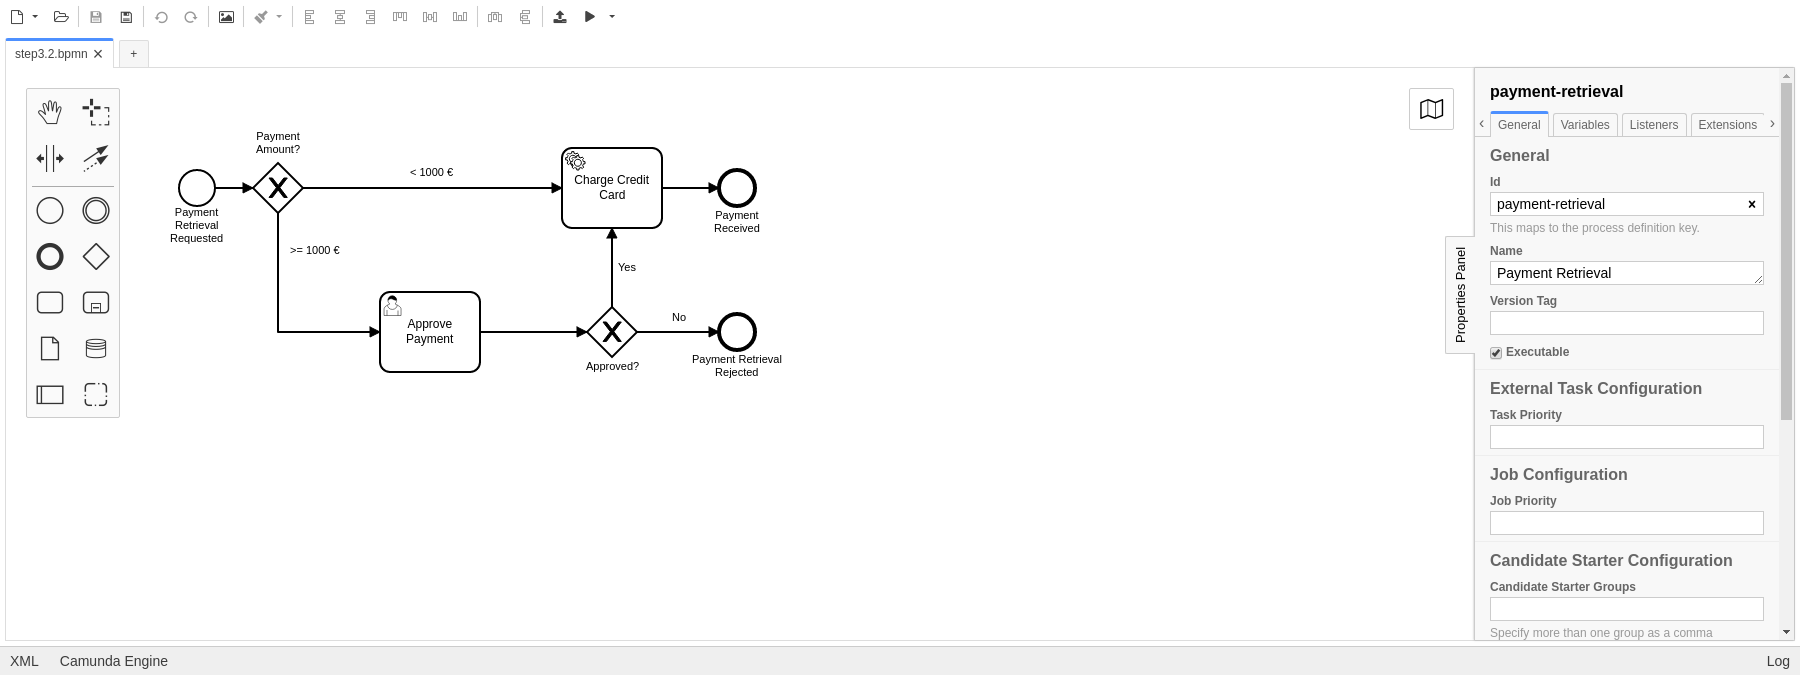 step3.2.bpmn
+
Payment
Amount?
< 1000 €
Charge Credit
Card
Payment
Retrieval
Requested
Payment
Received
>= 1000 €
Yes
Approve
Payment
No
Approved?
Payment Retrieval
Rejected
Properties Panel
payment-retrieval
General
Variables
Listeners
Extensions
General
Id
payment-retrieval
This maps to the process definition key.
Name
Payment Retrieval
Version Tag
Executable
External Task Configuration
Task Priority
Job Configuration
Job Priority
Candidate Starter Configuration
Candidate Starter Groups
Specify more than one group as a comma
XML
Camunda Engine
Log